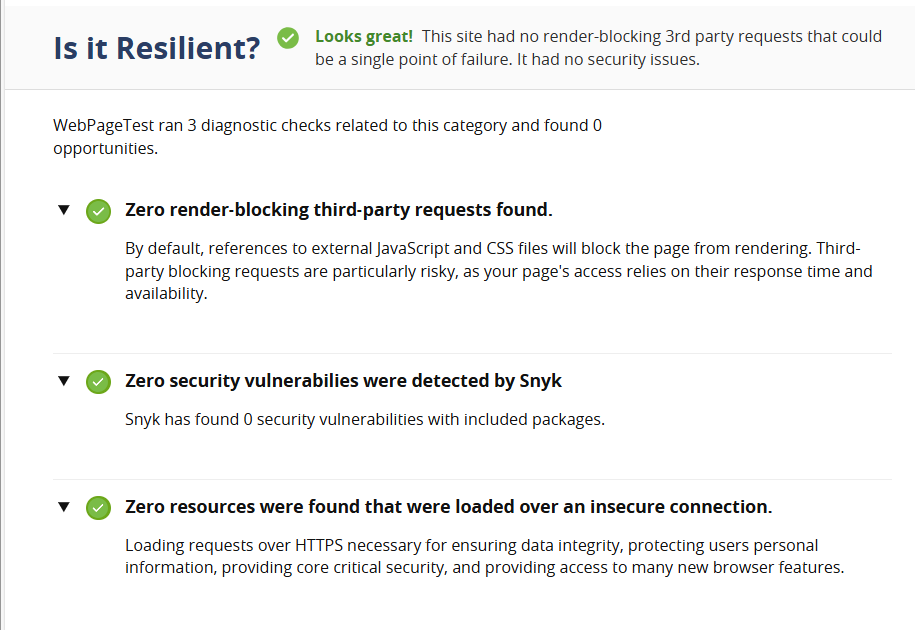 Is it Resilient?
Looks great! This site had no render-blocking 3rd party requests that could
be a single point of failure. It had no security issues.
WebPageTest ran 3 diagnostic checks related to this category and found 0
opportunities.
Zero render-blocking third-party requests found.
By default, references to external JavaScript and CSS files will block the page from rendering. Third-
party blocking requests are particularly risky, as your page's access relies on their response time and
availability.
Zero security vulnerabilies were detected by Snyk
Snyk has found 0 security vulnerabilities with included packages.
Zero resources were found that were loaded over an insecure connection.
Loading requests over HTTPS necessary for ensuring data integrity, protecting users personal
information, providing core critical security, and providing access to many new browser features.